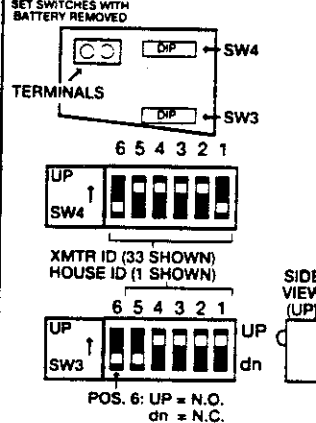 SET SWITCHES WITH
BATTERY REMOVED
DIP
SW4
TERMINALS
DIP
SW3
6 5 4 3 2 1
UP
SW4
XMTR ID (33 SHOWN)
HOUSE ID (1 SHOWN)
SIDE
VIEW
(UP)
6 5 4 3 2 1
UP
SW3
UP
dn
POS. 6: UP = N.O.
dn = N.C.